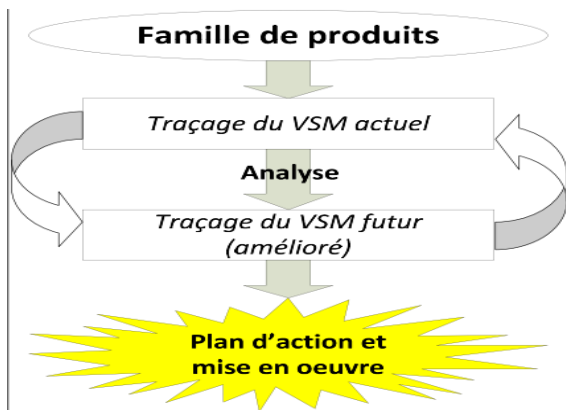 Famille de produits
Traçage du VSM actuel
Analyse
Traçage du VSM futur
(amélioré)
Plan d’action et
mise en oeuvre